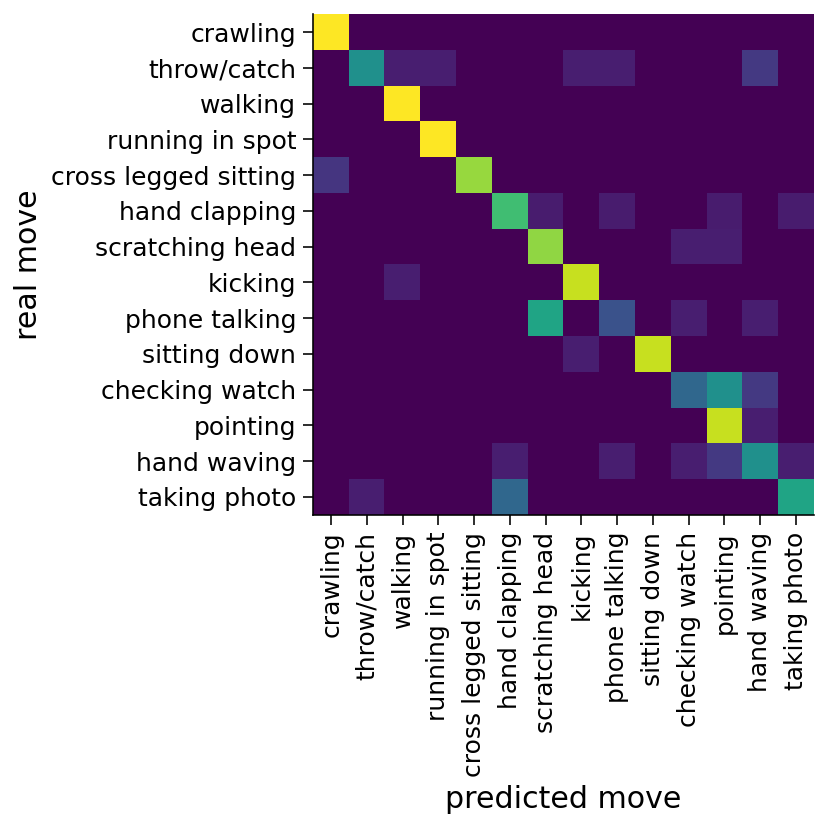 crawling
throw/catch
walking
running in spot
cross legged sitting
hand clapping
scratching head
kicking
phone talking
sitting down
checking watch
pointing
hand waving
taking photo
real move
crawling
throw/catch
walking
running in spot
cross legged sitting
hand clapping
scratching head
kicking
phone talking
sitting down
checking watch
pointing
hand waving
taking photo
predicted move